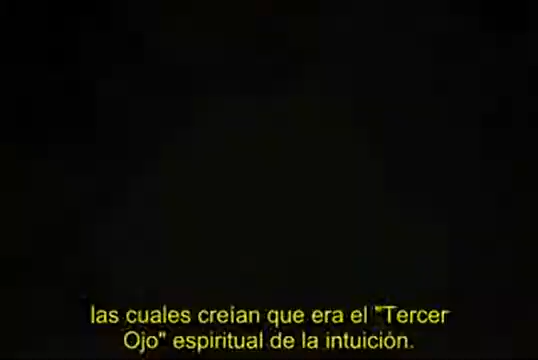 las cuales creían que era el "Tercer
Ojo" espiritual de la intuición.